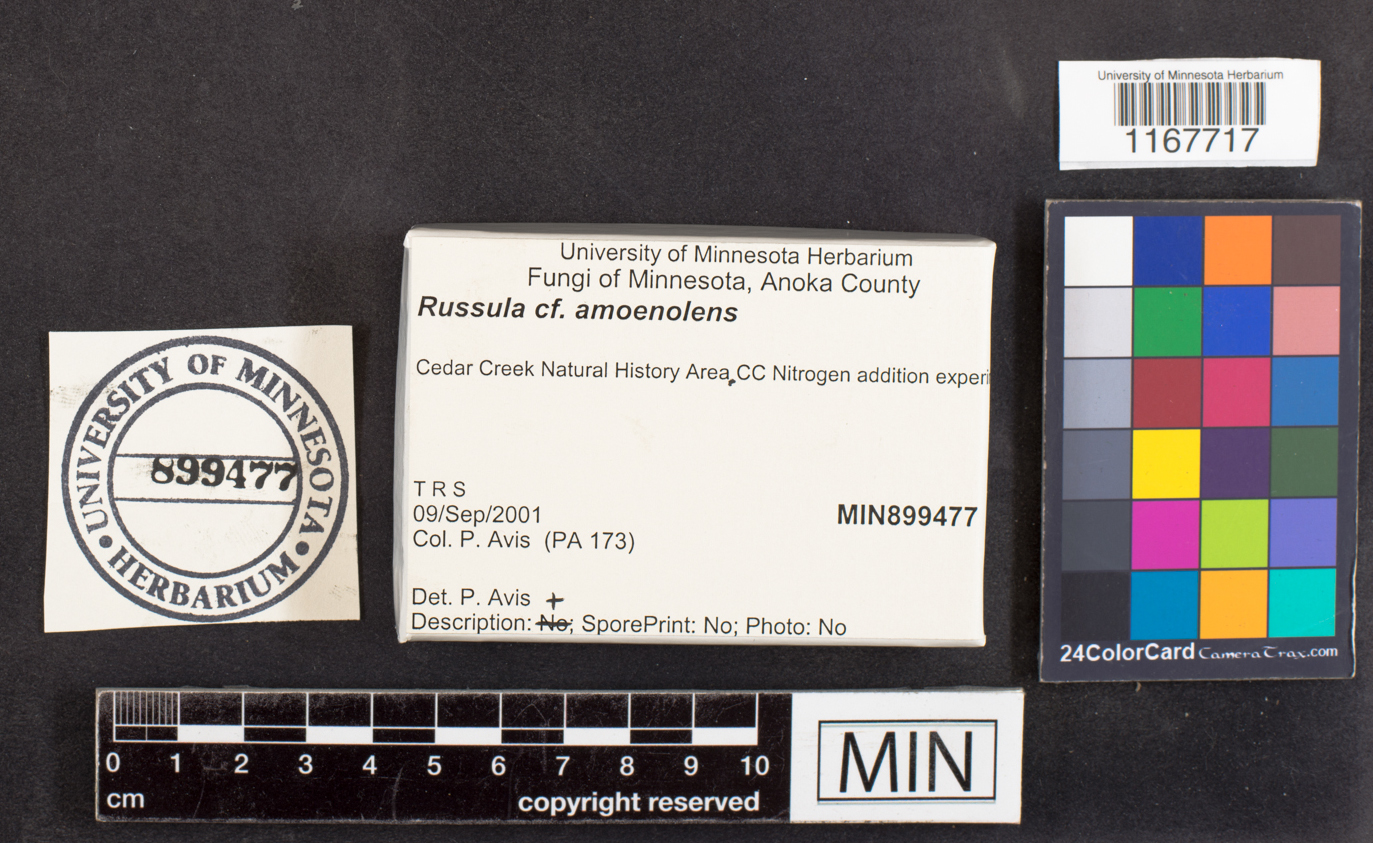 University of Minnesota Herbarium
1167717
University of Minnesota Herbarium
Fungi of Minnesota, Anoka County
Russula cf. amoenolens
Cedar Creek Natural History Area, CC Nitrogen addition experi
T R S
09/Sep/2001
MIN899477
Col. P. Avis (PA 173)
Det. P. Avis +
Description: No; SporePrint: No; Photo: No
UNIVERSITY OF MINNESOTA
899477
HERBARIUM
24ColorCard CameraTrax.com
0 1 2 3 4 5 6 7 8 9 10
cm
copyright reserved
MIN